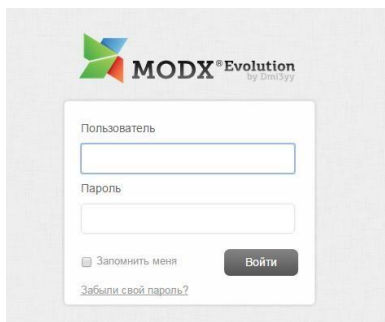 MODX® Evolution
by Dmi3yy
Пользователь
Пароль
Запомнить меня
Войти
Забыли свой пароль?